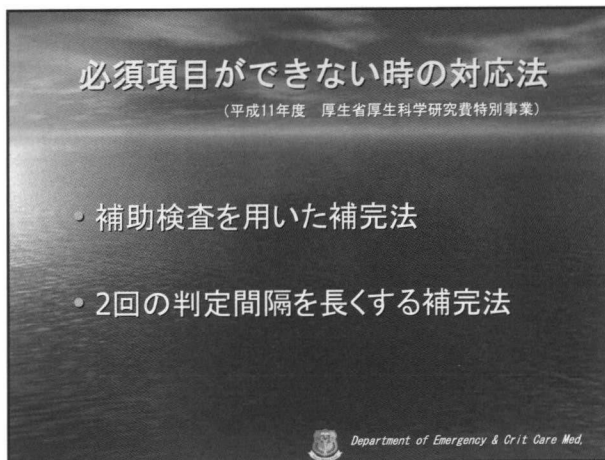 必須項目ができない時の対応法
（平成11年度　厚生省厚生科学研究費特別事業）
・補助検査を用いた補完法
・2回の判定間隔を長くする補完法
Department of Emergency & Crit Care Med.